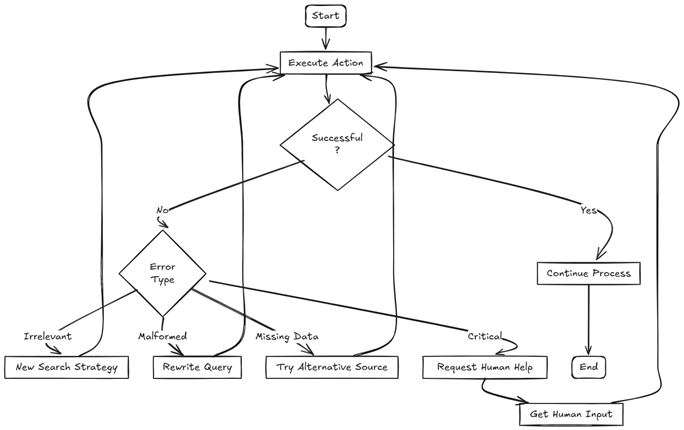 Start
Execute Action
Successful
?
No
Yes
Error
Type
Continue Process
Irrelevant
Malformed
Missing Data
Critical
New Search Strategy
Rewrite Query
Try Alternative Source
Request Human Help
End
Get Human Input